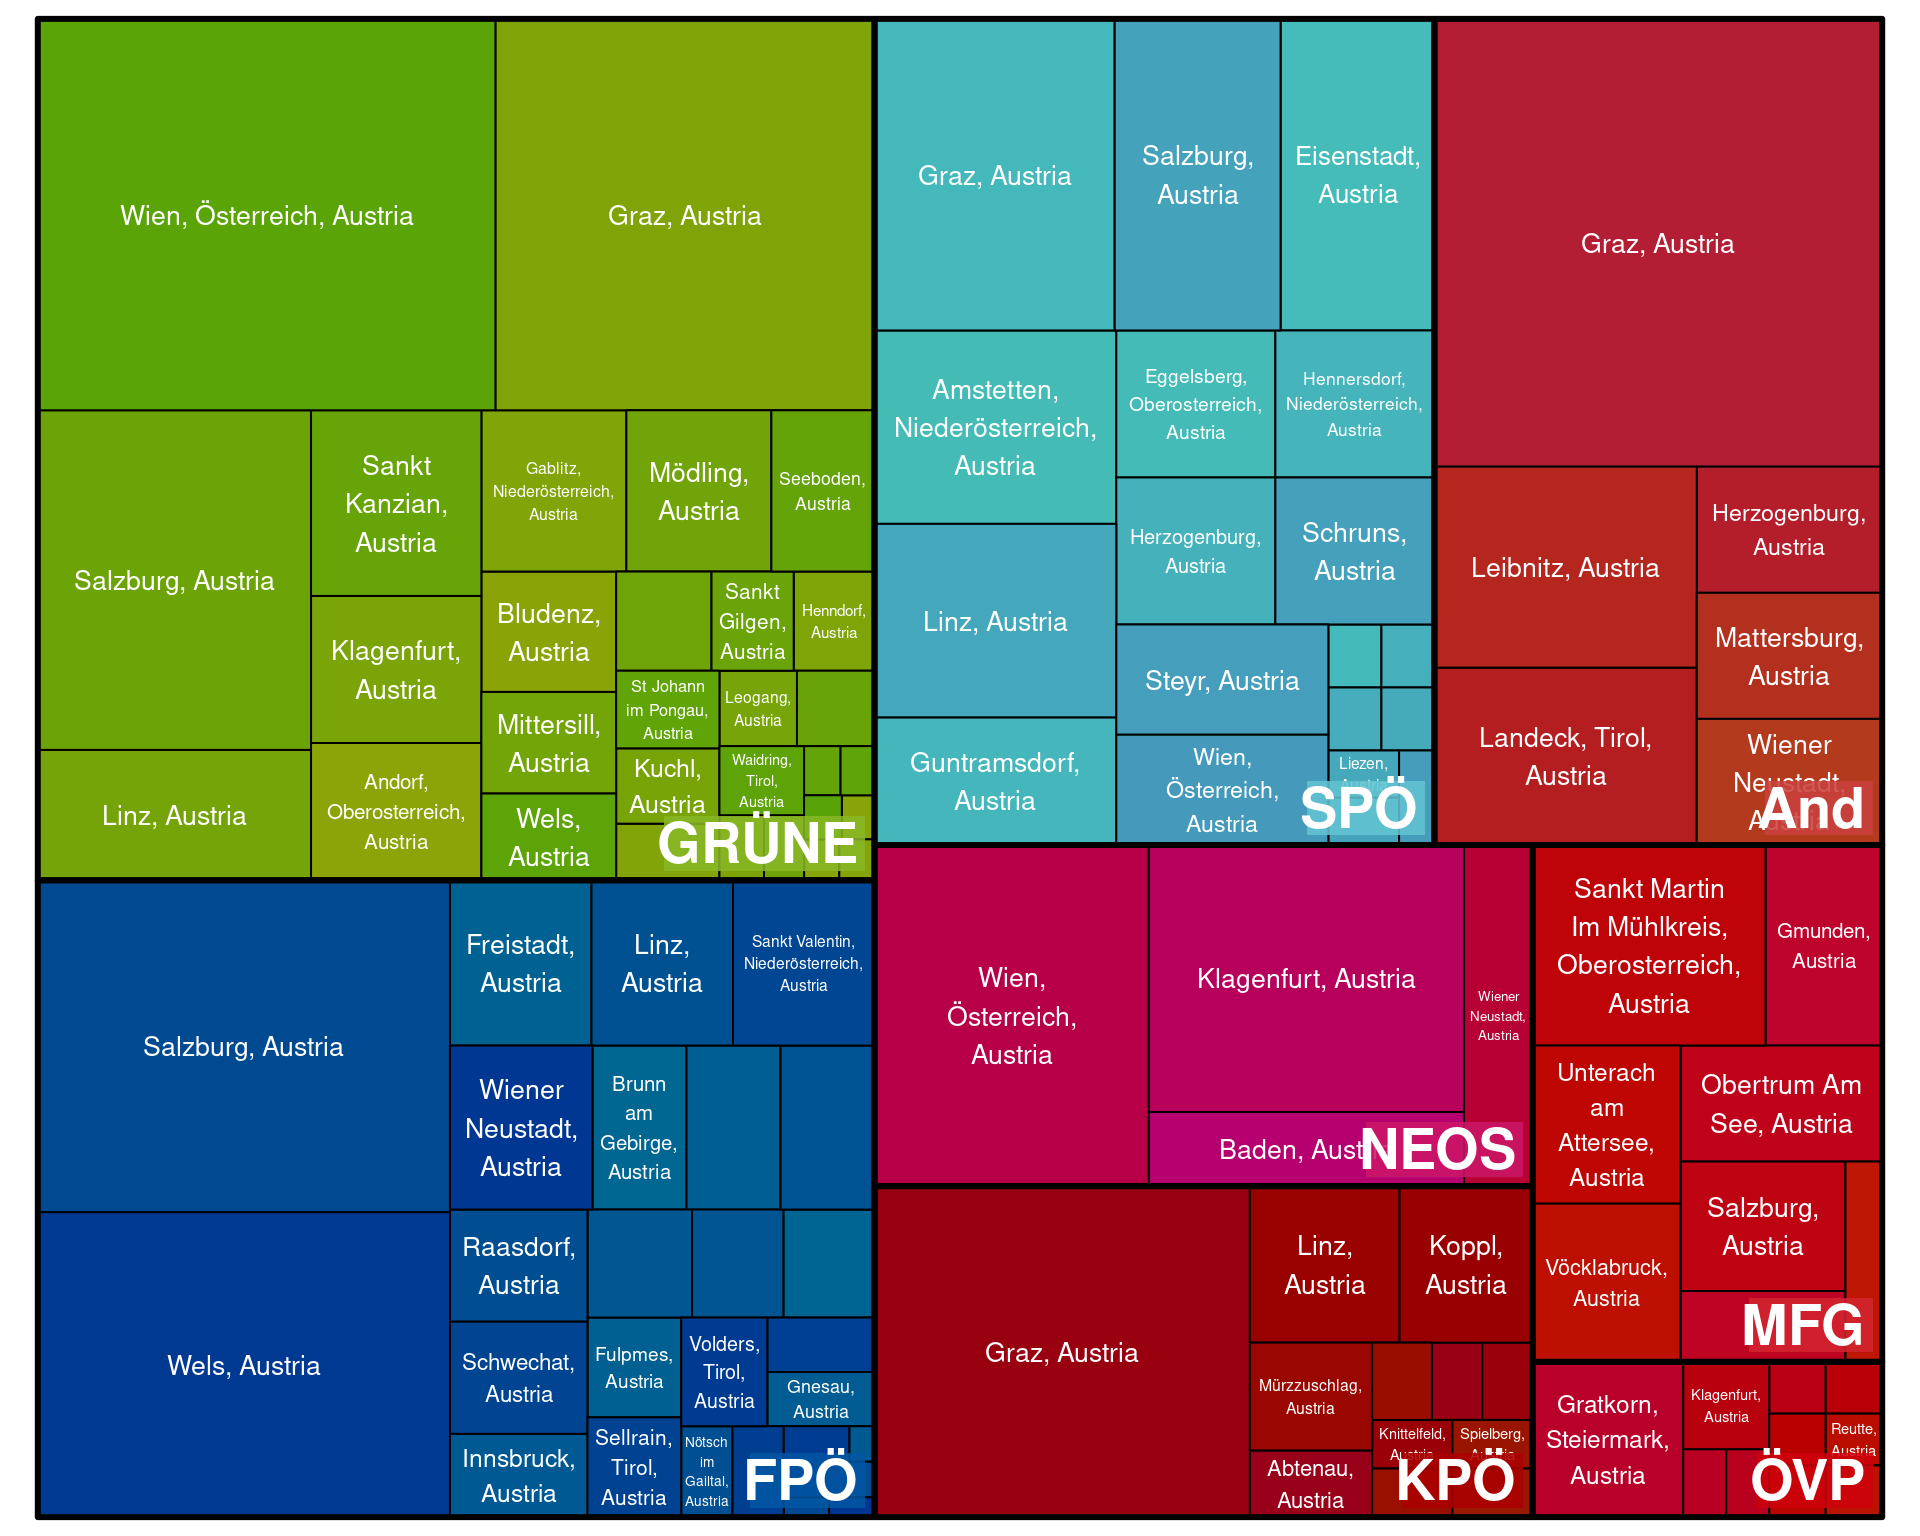 Wien, Österreich, Austria
Graz, Austria
Salzburg, Austria
Sankt
Kanzian,
Austria
Gablitz,
Niederösterreich,
Austria
Mödling,
Austria
Seeboden,
Austria
Klagenfurt,
Austria
Bludenz,
Austria
Sankt
Gilgen,
Austria
Henndorf,
Austria
St Johann
im Pongau,
Austria
Leogang,
Austria
Mittersill,
Austria
Linz, Austria
Andorf,
Oberosterreich,
Austria
Wels,
Austria
Kuchl,
Austria
Waidring,
Tirol,
Austria
GRÜNE
Graz, Austria
Salzburg,
Austria
Eisenstadt,
Austria
Amstetten,
Niederösterreich,
Austria
Eggelsberg,
Oberosterreich,
Austria
Hennersdorf,
Niederösterreich,
Austria
Linz, Austria
Herzogenburg,
Austria
Schruns,
Austria
Steyr, Austria
Guntramsdorf,
Austria
Wien,
Österreich,
Austria
Liezen,
Austria
SPÖ
Graz, Austria
Leibnitz, Austria
Herzogenburg,
Austria
Mattersburg,
Austria
Landeck, Tirol,
Austria
Wiener
Neustadt,
Austria
And
Salzburg, Austria
Freistadt,
Austria
Linz,
Austria
Sankt Valentin,
Niederösterreich,
Austria
Wiener
Neustadt,
Austria
Brunn
am
Gebirge,
Austria
Wels, Austria
Raasdorf,
Austria
Schwechat,
Austria
Fulpmes,
Austria
Volders,
Tirol,
Austria
Gnesau,
Austria
Innsbruck,
Austria
Sellrain,
Tirol,
Austria
Nötsch
im
Gailtal,
Austria
FPÖ
Wien,
Österreich,
Austria
Klagenfurt, Austria
Wiener
Neustadt,
Austria
Baden, Austria
NEOS
Graz, Austria
Linz,
Austria
Koppl,
Austria
Mürzzuschlag,
Austria
Knittelfeld,
Austria
Spielberg,
Austria
Abtenau,
Austria
KPÖ
Sankt Martin
Im Mühlkreis,
Oberosterreich,
Austria
Gmunden,
Austria
Unterach
am
Attersee,
Austria
Obertrum Am
See, Austria
Vöcklabruck,
Austria
Salzburg,
Austria
MFG
Gratkorn,
Steiermark,
Austria
Klagenfurt,
Austria
Reutte,
Austria
ÖVP